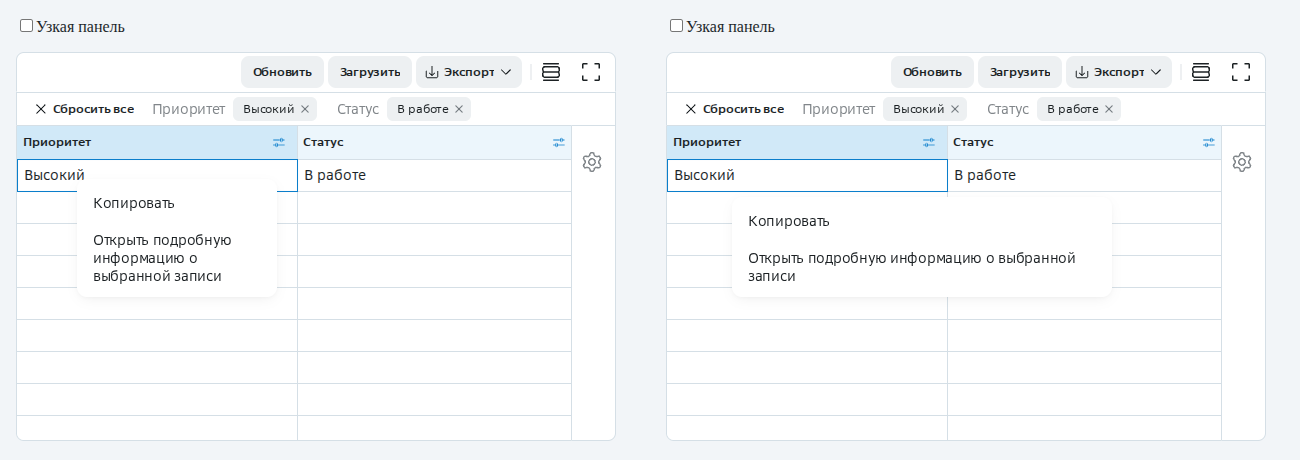 Узкая панель
Обновить Загрузить Экспорт
Сбросить все Приоритет Высокий Статус В работе
Приоритет Статус
Высокий В работе
Копировать
Открыть подробную
информацию о
выбранной записи
Узкая панель
Обновить Загрузить Экспорт
Сбросить все Приоритет Высокий Статус В работе
Приоритет Статус
Высокий В работе
Копировать
Открыть подробную информацию о выбранной
записи